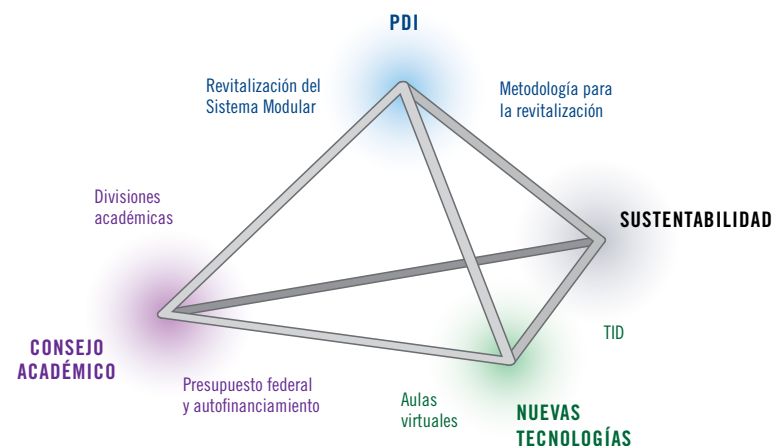 PDI
Revitalización del
Sistema Modular
Metodología para
la revitalización
Divisiones
académicas
SUSTENTABILIDAD
CONSEJO
ACADÉMICO
TID
Presupuesto federal
y autofinanciamiento
Aulas
virtuales
NUEVAS
TECNOLOGÍAS